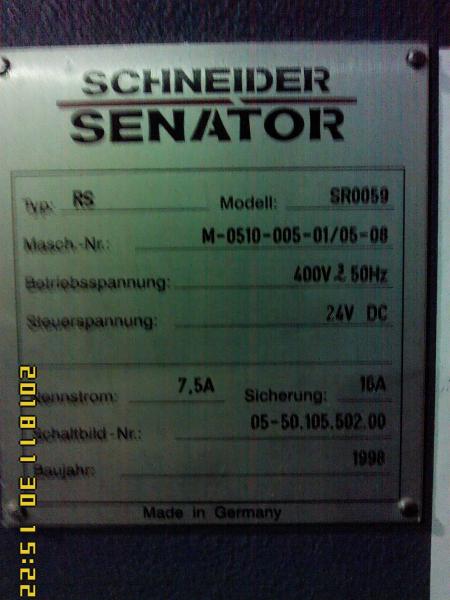 SCHNEIDER
SENATOR
Typ: RS Modell: SR0059
Masch.-Nr.: M-0510-005-01/05-08
Betriebsspannung: 400V 2~ 50Hz
Steuerspannung: 24V DC
Nennstrom: 7,5A Sicherung: 16A
Schaltbild-Nr.: 05-50.105.502.00
Baujahr: 1998
Made in Germany
2018 11 30 15:22